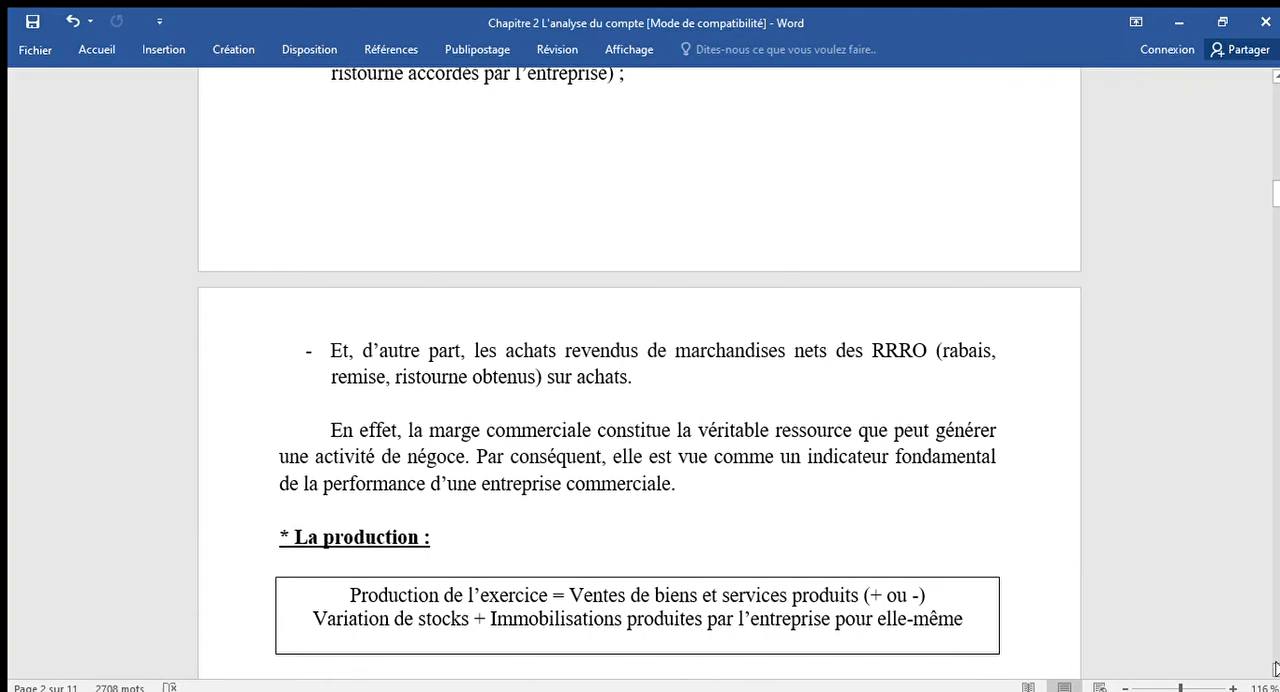 Chapitre 2 L'analyse du compte [Mode de compatibilité] - Word
Fichier Accueil Insertion Création Disposition Références Publipostage Révision Affichage Dites-nous ce que vous voulez faire.. Connexion Partager
ristourne accordés par l’entreprise) ;
- Et, d’autre part, les achats revendus de marchandises nets des RRRO (rabais,
remise, ristourne obtenus) sur achats.
En effet, la marge commerciale constitue la véritable ressource que peut générer
une activité de négoce. Par conséquent, elle est vue comme un indicateur fondamental
de la performance d’une entreprise commerciale.
* La production :
Production de l’exercice = Ventes de biens et services produits (+ ou -)
Variation de stocks + Immobilisations produites par l’entreprise pour elle-même
Page 2 sur 11 2708 mots - + 116 %